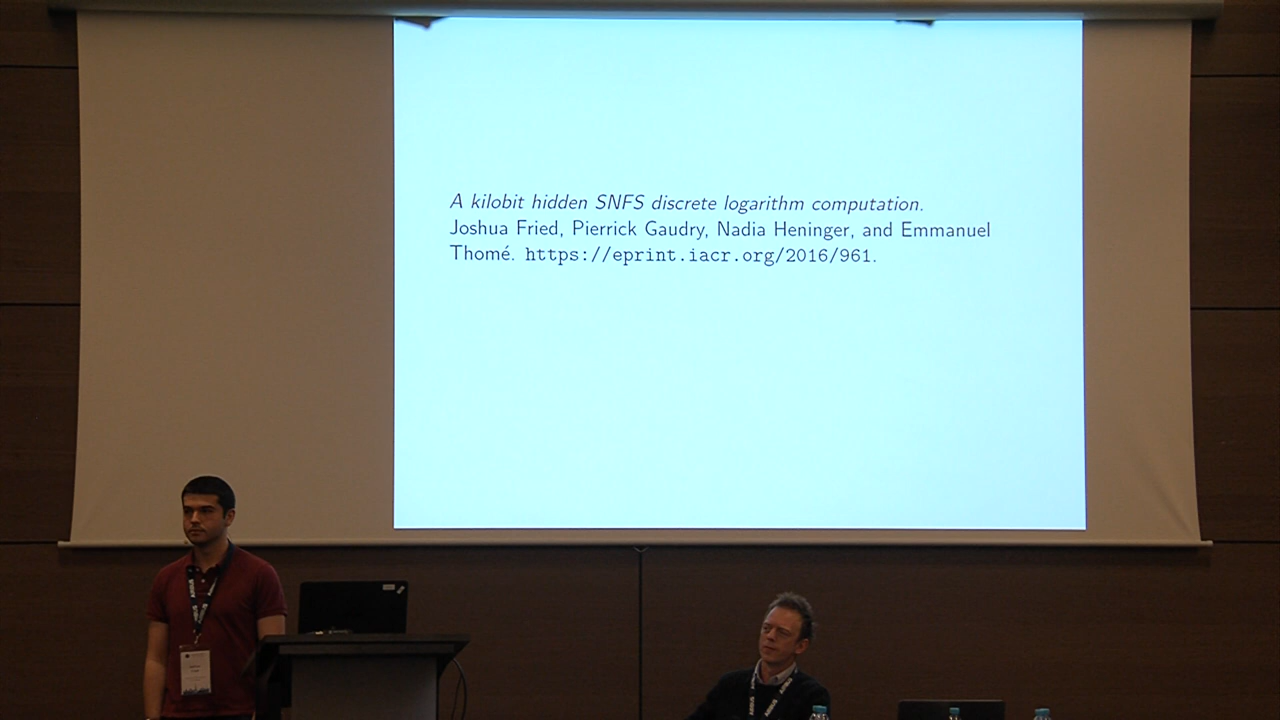 A kilobit hidden SNFS discrete logarithm computation.
Joshua Fried, Pierrick Gaudry, Nadia Heninger, and Emmanuel
Thomé. https://eprint.iacr.org/2016/961.